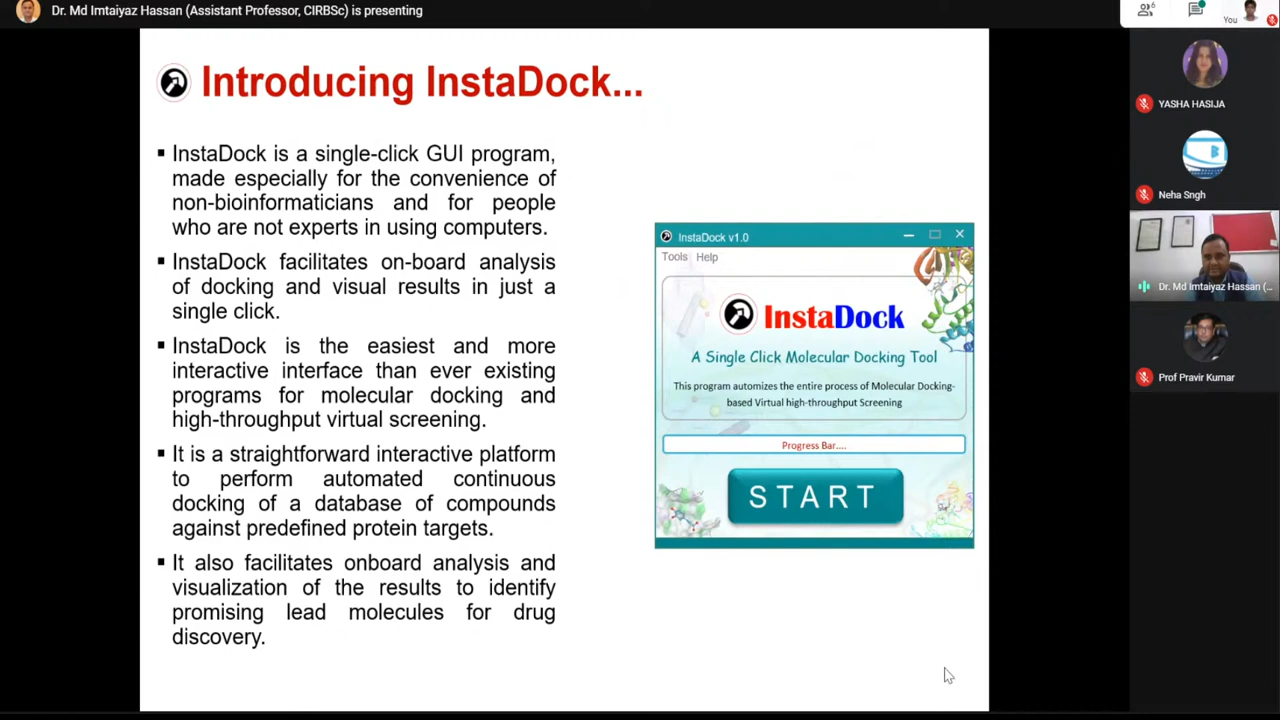 Dr. Md Imtaiyaz Hassan (Assistant Professor, CIRBSc) is presenting
6
You
Introducing InstaDock...
▪ InstaDock is a single-click GUI program,
made especially for the convenience of
non-bioinformaticians and for people
who are not experts in using computers.
▪ InstaDock facilitates on-board analysis
of docking and visual results in just a
single click.
▪ InstaDock is the easiest and more
interactive interface than ever existing
programs for molecular docking and
high-throughput virtual screening.
▪ It is a straightforward interactive platform
to perform automated continuous
docking of a database of compounds
against predefined protein targets.
▪ It also facilitates onboard analysis and
visualization of the results to identify
promising lead molecules for drug
discovery.
InstaDock v1.0
Tools Help
InstaDock
A Single Click Molecular Docking Tool
This program automizes the entire process of Molecular Docking-
based Virtual high-throughput Screening
Progress Bar....
START
YASHA HASIJA
Neha Sngh
Dr. Md Imtaiyaz Hassan (...
Prof Pravir Kumar